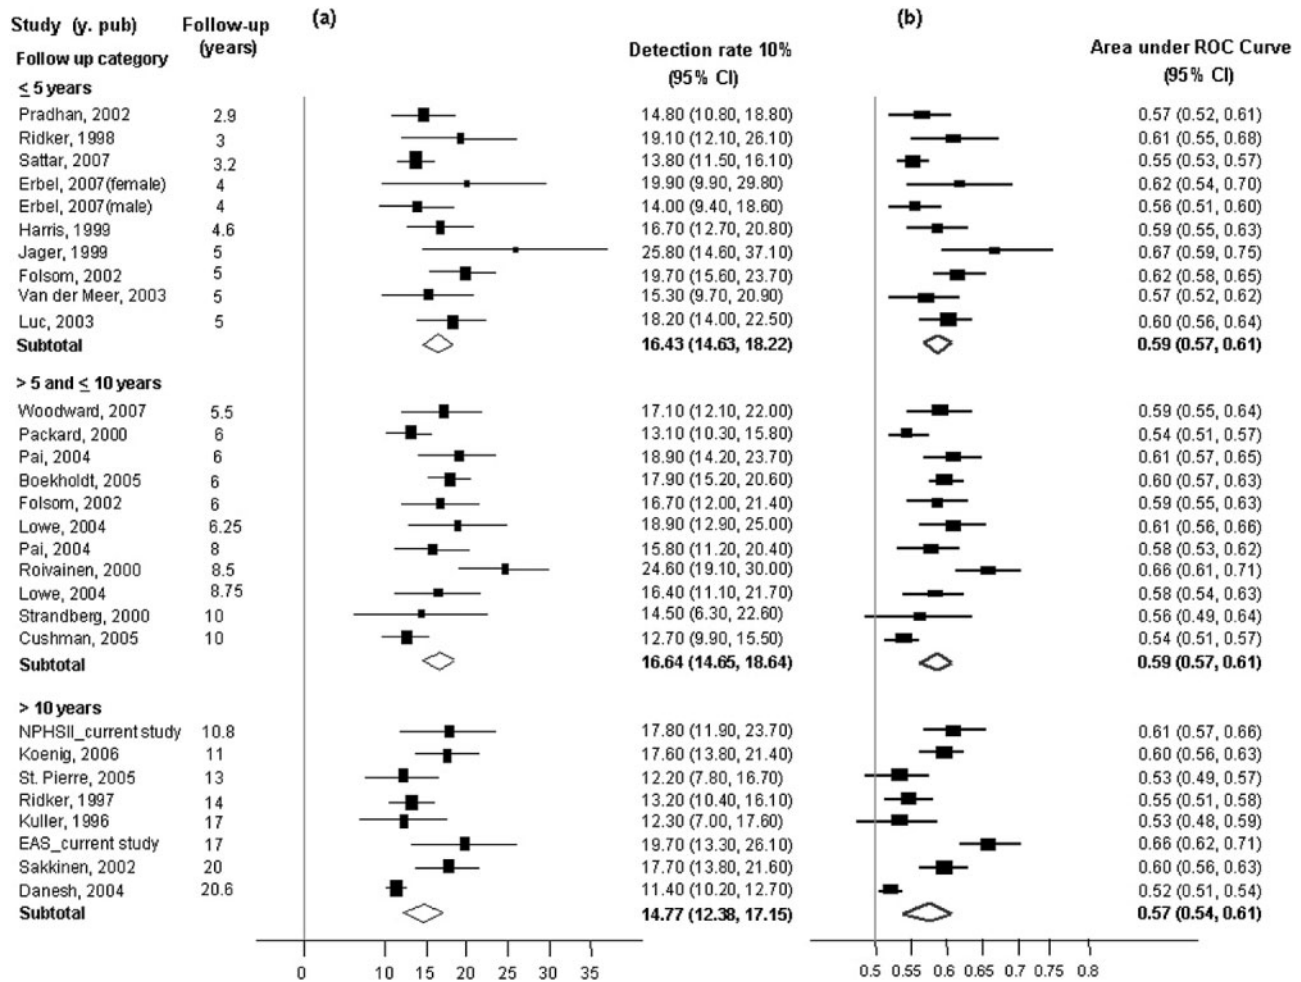 (a) (b)
Study (y. pub) Follow-up (years)
Follow up category
Detection rate 10% (95% CI) Area under ROC Curve (95% CI)
≤ 5 years
Pradhan, 2002 2.9 14.80 (10.80, 18.80) 0.57 (0.52, 0.61)
Ridker, 1998 3 19.10 (12.10, 26.10) 0.61 (0.55, 0.68)
Sattar, 2007 3.2 13.80 (11.50, 16.10) 0.55 (0.53, 0.57)
Erbel, 2007(female) 4 19.90 (9.90, 29.80) 0.62 (0.54, 0.70)
Erbel, 2007(male) 4 14.00 (9.40, 18.60) 0.56 (0.51, 0.60)
Harris, 1999 4.6 16.70 (12.70, 20.80) 0.59 (0.55, 0.63)
Jager, 1999 5 25.80 (14.60, 37.10) 0.67 (0.59, 0.75)
Folsom, 2002 5 19.70 (15.60, 23.70) 0.62 (0.58, 0.65)
Van der Meer, 2003 5 15.30 (9.70, 20.90) 0.57 (0.52, 0.62)
Luc, 2003 5 18.20 (14.00, 22.50) 0.60 (0.56, 0.64)
Subtotal 16.43 (14.63, 18.22) 0.59 (0.57, 0.61)
> 5 and ≤ 10 years
Woodward, 2007 5.5 17.10 (12.10, 22.00) 0.59 (0.55, 0.64)
Packard, 2000 6 13.10 (10.30, 15.80) 0.54 (0.51, 0.57)
Pai, 2004 6 18.90 (14.20, 23.70) 0.61 (0.57, 0.65)
Boekholdt, 2005 6 17.90 (15.20, 20.60) 0.60 (0.57, 0.63)
Folsom, 2002 6 16.70 (12.00, 21.40) 0.59 (0.55, 0.63)
Lowe, 2004 6.25 18.90 (12.90, 25.00) 0.61 (0.56, 0.66)
Pai, 2004 8 15.80 (11.20, 20.40) 0.58 (0.53, 0.62)
Roivainen, 2000 8.5 24.60 (19.10, 30.00) 0.66 (0.61, 0.71)
Lowe, 2004 8.75 16.40 (11.10, 21.70) 0.58 (0.54, 0.63)
Strandberg, 2000 10 14.50 (6.30, 22.60) 0.56 (0.49, 0.64)
Cushman, 2005 10 12.70 (9.90, 15.50) 0.54 (0.51, 0.57)
Subtotal 16.64 (14.65, 18.64) 0.59 (0.57, 0.61)
> 10 years
NPHSII_current study 10.8 17.80 (11.90, 23.70) 0.61 (0.57, 0.66)
Koenig, 2006 11 17.60 (13.80, 21.40) 0.60 (0.56, 0.63)
St. Pierre, 2005 13 12.20 (7.80, 16.70) 0.53 (0.49, 0.57)
Ridker, 1997 14 13.20 (10.40, 16.10) 0.55 (0.51, 0.58)
Kuller, 1996 17 12.30 (7.00, 17.60) 0.53 (0.48, 0.59)
EAS_current study 17 19.70 (13.30, 26.10) 0.66 (0.62, 0.71)
Sakkinen, 2002 20 17.70 (13.80, 21.60) 0.60 (0.56, 0.63)
Danesh, 2004 20.6 11.40 (10.20, 12.70) 0.52 (0.51, 0.54)
Subtotal 14.77 (12.38, 17.15) 0.57 (0.54, 0.61)
0 10 15 20 25 30 35 0.5 0.55 0.6 0.65 0.7 0.75 0.8